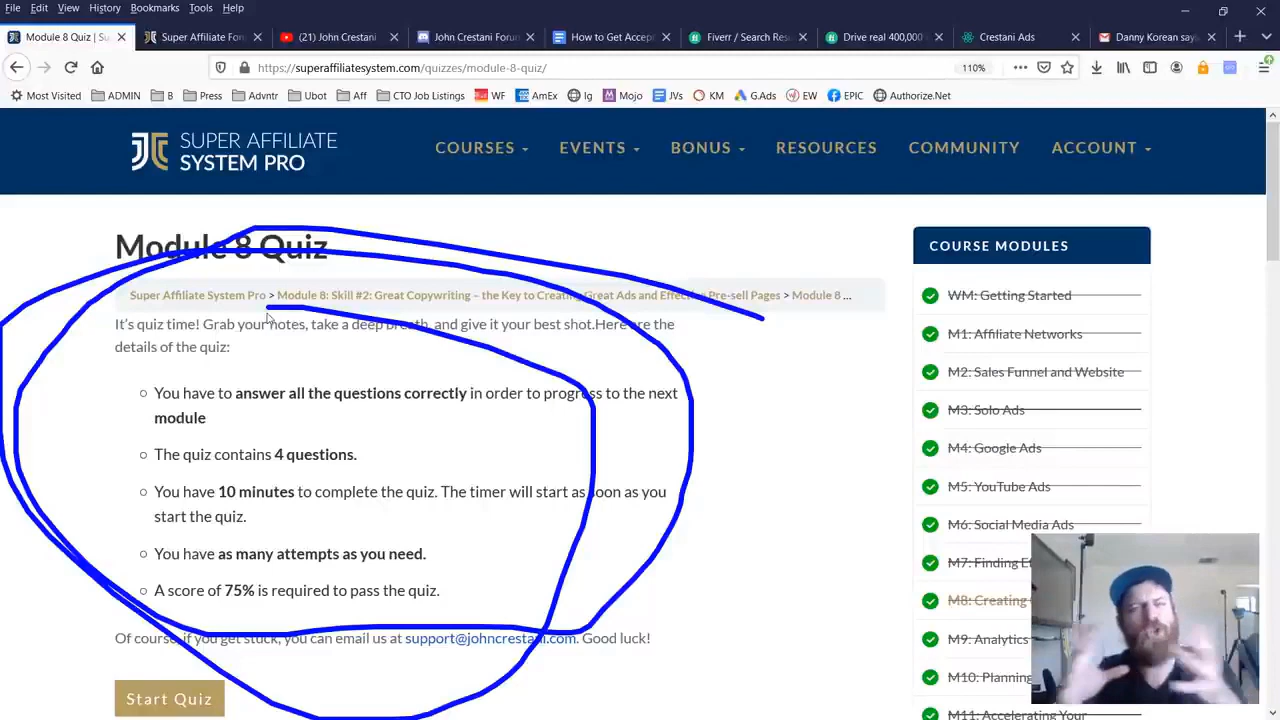 File Edit View History Bookmarks Tools Help
Module 8 Quiz | Su
Super Affiliate For
(21) John Crestani
John Crestani Forum
How to Get Accept
Fiverr / Search Resu
Drive real 400,000
Crestani Ads
Danny Korean say
https://superaffiliatesystem.com/quizzes/module-8-quiz/
110%
Most Visited ADMIN B Press Advntr Ubot Aff CTO Job Listings WF AmEx Ig Mojo JVs KM G.Ads EW EPIC Authorize.Net
SUPER AFFILIATE
SYSTEM PRO
COURSES EVENTS BONUS RESOURCES COMMUNITY ACCOUNT
Module 8 Quiz
Super Affiliate System Pro > Module 8: Skill #2: Great Copywriting – the Key to Creating Great Ads and Effective Pre-sell Pages > Module 8 ...
It's quiz time! Grab your notes, take a deep breath, and give it your best shot.Here are the
details of the quiz:
You have to answer all the questions correctly in order to progress to the next
module
The quiz contains 4 questions.
You have 10 minutes to complete the quiz. The timer will start as soon as you
start the quiz.
You have as many attempts as you need.
A score of 75% is required to pass the quiz.
Of course, if you get stuck, you can email us at support@johncrestani.com. Good luck!
Start Quiz
COURSE MODULES
WM: Getting Started
M1: Affiliate Networks
M2: Sales Funnel and Website
M3: Solo Ads
M4: Google Ads
M5: YouTube Ads
M6: Social Media Ads
M7: Finding
M8: Creating
M9: Analytics
M10: Planning
M11: Accelerating Your